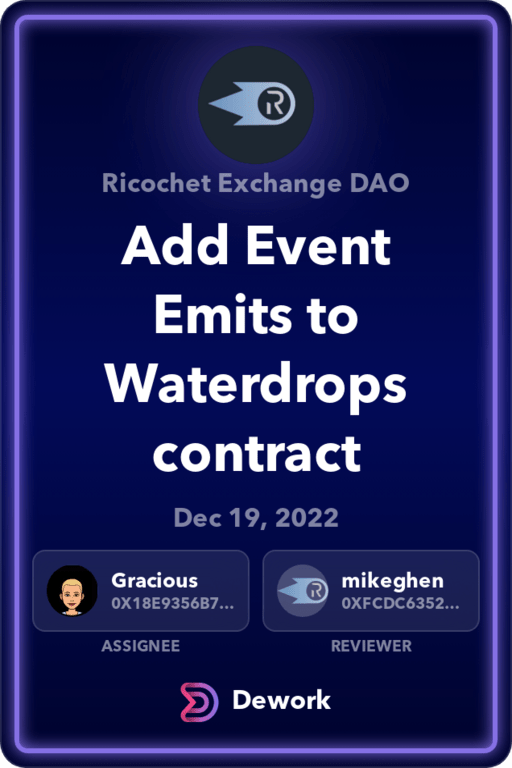 Ricochet Exchange DAO
Add Event
Emits to
Waterdrops
contract
Dec 19, 2022
Gracious
0X18E9356B7...
ASSIGNEE
mikeghen
0XFCDC6352...
REVIEWER
Dework